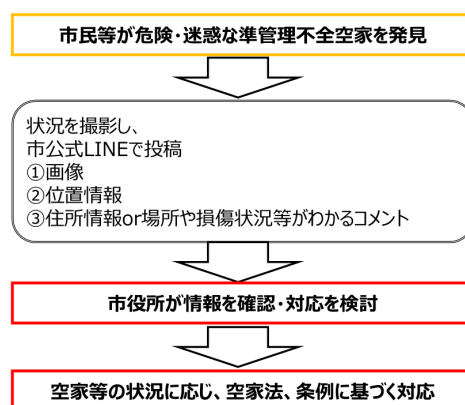 市民等が危険・迷惑な準管理不全空家を発見
状況を撮影し、
市公式LINEで投稿
①画像
②位置情報
③住所情報or場所や損傷状況等がわかるコメント
市役所が情報を確認・対応を検討
空家等の状況に応じ、空家法、条例に基づく対応